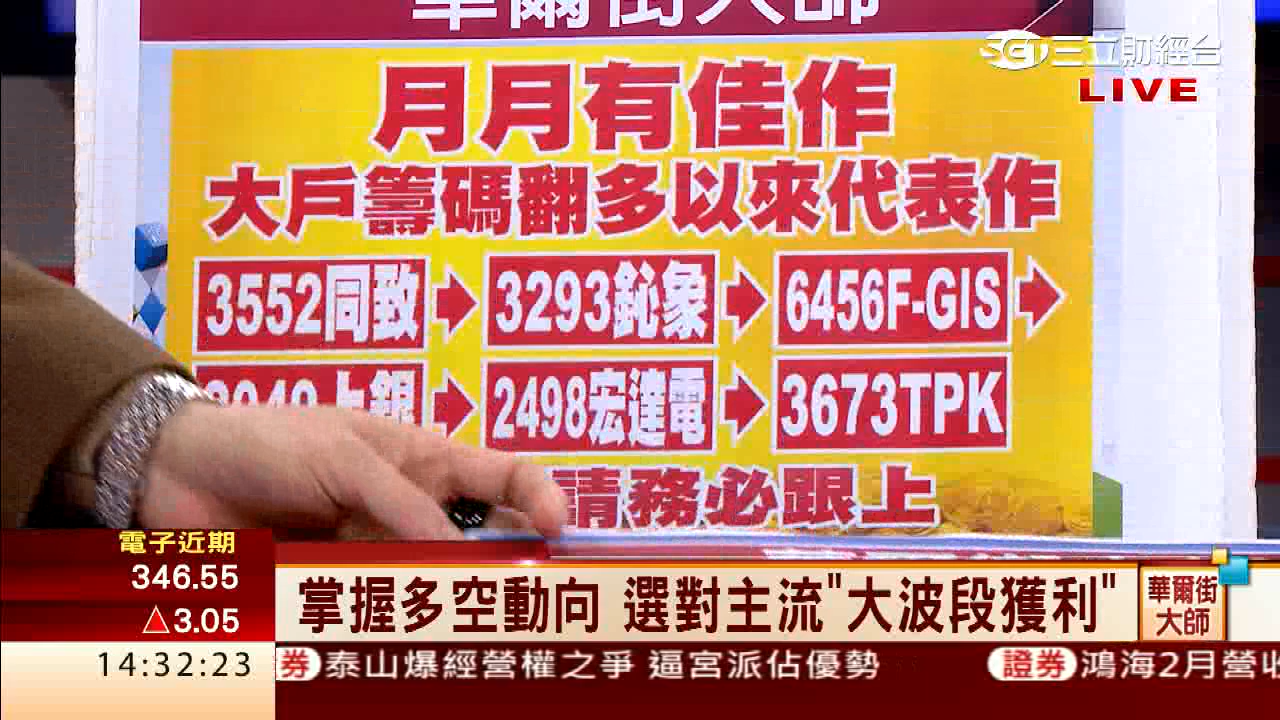 華爾街大師
三立財經台
LIVE
月月有佳作
大戶籌碼翻多以來代表作
3552同致
3293鈊象
6456F-GIS
上銀
2498宏達電
3673TPK
請務必跟上
電子近期
346.55
△3.05
14:32:23
掌握多空動向 選對主流"大波段獲利"
華爾街
大師
券 泰山爆經營權之爭 逼宮派佔優勢 證券 鴻海2月營收